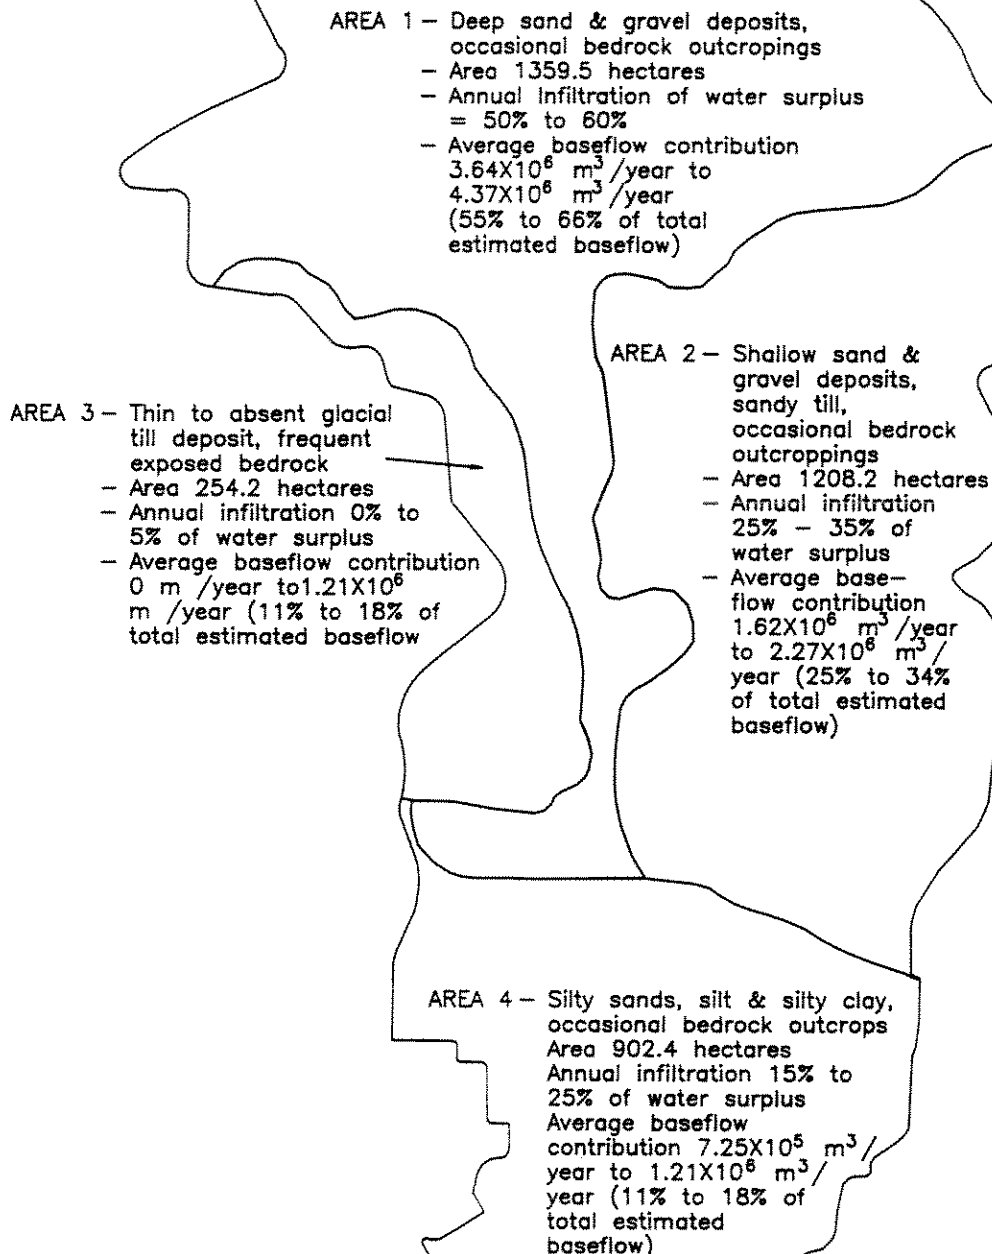 AREA 1 – Deep sand & gravel deposits,
occasional bedrock outcropings
– Area 1359.5 hectares
– Annual Infiltration of water surplus
= 50% to 60%
– Average baseflow contribution
3.64X10⁶ m³/year to
4.37X10⁶ m³/year
(55% to 66% of total
estimated baseflow)
AREA 2 – Shallow sand &
gravel deposits,
sandy till,
occasional bedrock
outcroppings
– Area 1208.2 hectares
– Annual infiltration
25% – 35% of
water surplus
– Average base–
flow contribution
1.62X10⁶ m³/year
to 2.27X10⁶ m³/
year (25% to 34%
of total estimated
baseflow)
AREA 3 – Thin to absent glacial
till deposit, frequent
exposed bedrock
– Area 254.2 hectares
– Annual infiltration 0% to
5% of water surplus
– Average baseflow contribution
0 m /year to1.21X10⁶
m /year (11% to 18% of
total estimated baseflow
AREA 4 – Silty sands, silt & silty clay,
occasional bedrock outcrops
Area 902.4 hectares
Annual infiltration 15% to
25% of water surplus
Average baseflow
contribution 7.25X10⁵ m³/
year to 1.21X10⁶ m³/
year (11% to 18% of
total estimated
baseflow)